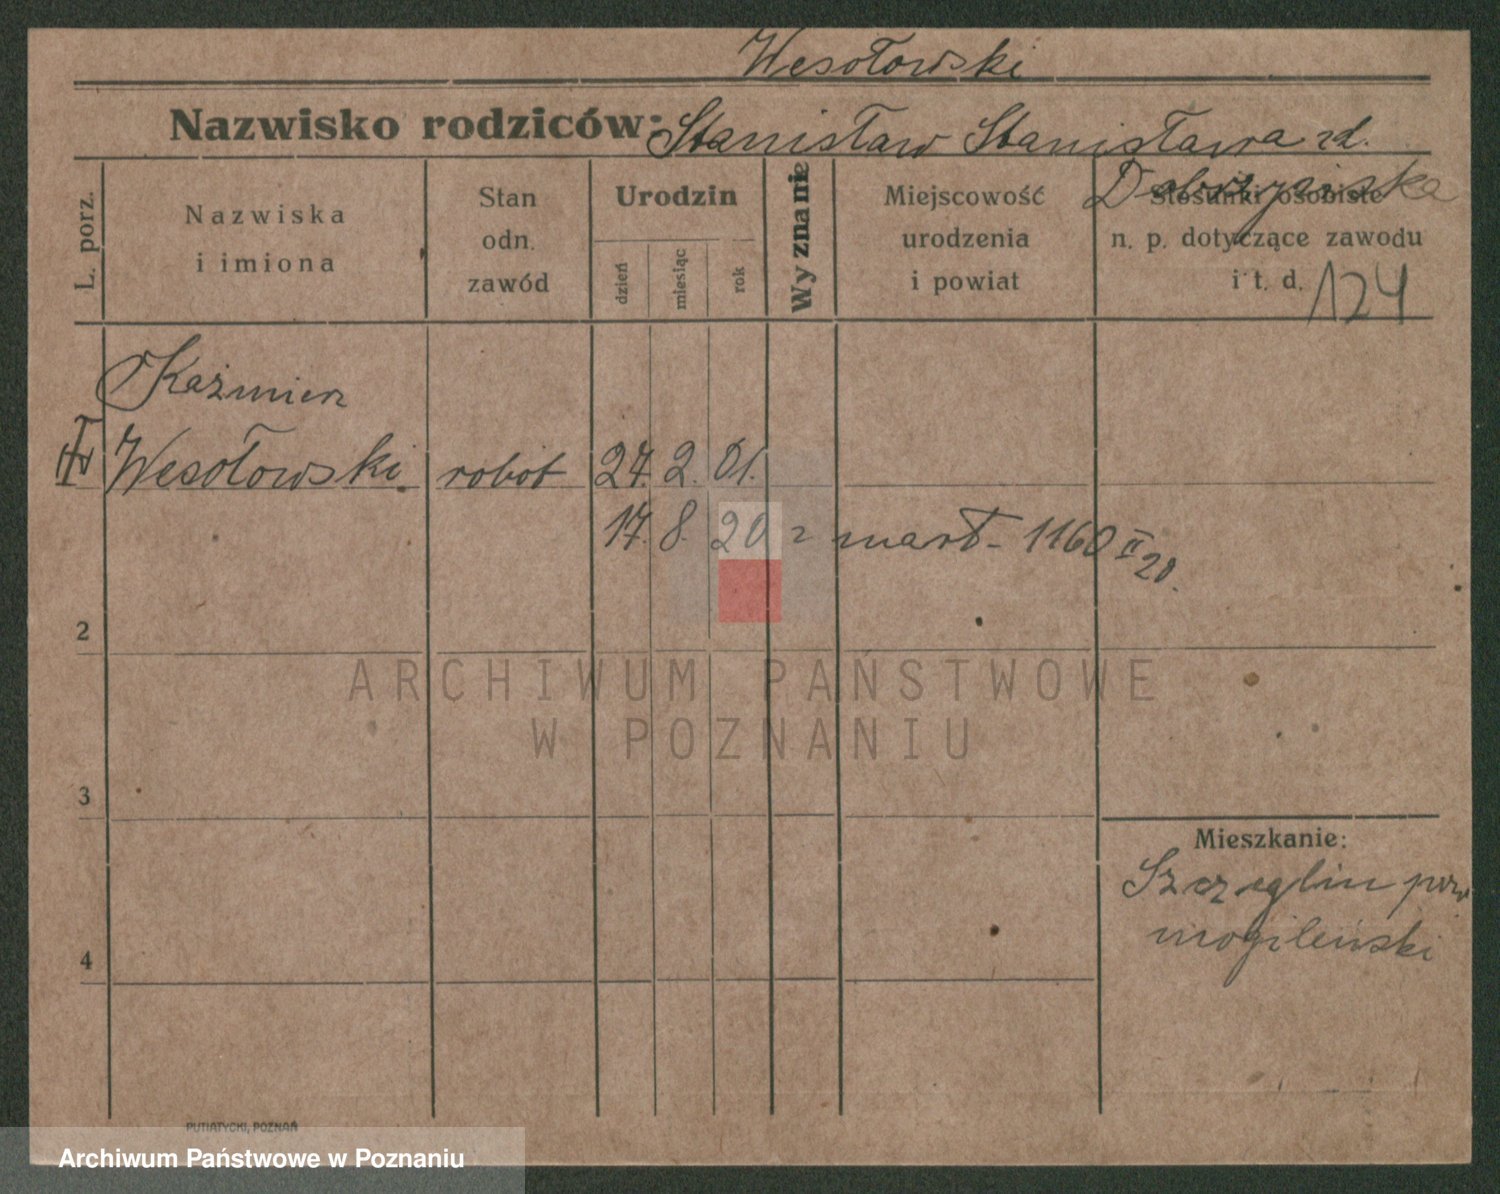 Wesołowski
Nazwisko rodziców: Stanisław Stanisława zd.
Dobrzyńska
L. porz.
Nazwiska
i imiona
Stan
odn.
zawód
Urodzin
dzień
miesiąc
rok
Wyznanie
Miejscowość
urodzenia
i powiat
Stosunki osobiste
n. p. dotyczące zawodu
i t. d.
124
Kaźmierz
Wesołowski robot 27. 2. 01.
17. 8. 20 z mart. 1160 II 20.
2
3
4
Mieszkanie:
Szczeglin pow
mogileński
ARCHIWUM PAŃSTWOWE
W POZNANIU
PUTIATYCKI, POZNAŃ
Archiwum Państwowe w Poznaniu